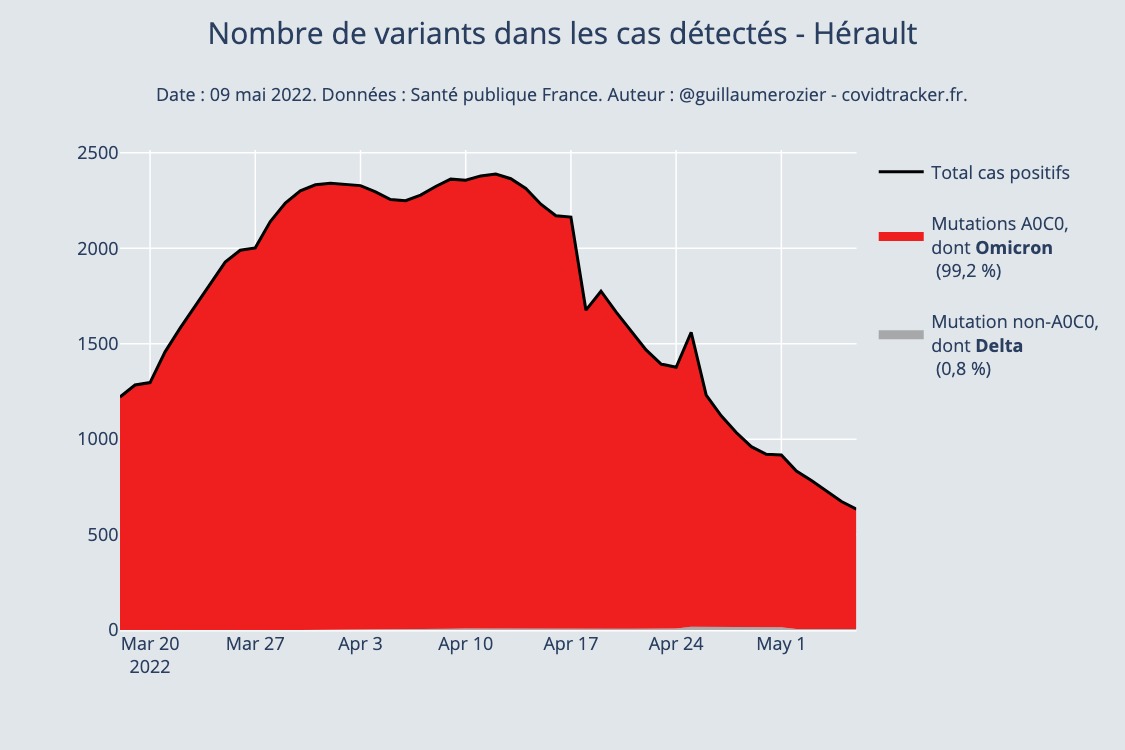 Nombre de variants dans les cas détectés - Hérault
Date : 09 mai 2022. Données : Santé publique France. Auteur : @guillaumerozier - covidtracker.fr.
2500
2000
1500
1000
500
0
Mar 20
2022
Mar 27
Apr 3
Apr 10
Apr 17
Apr 24
May 1
Total cas positifs
Mutations A0C0,
dont Omicron
(99,2 %)
Mutation non-A0C0,
dont Delta
(0,8 %)